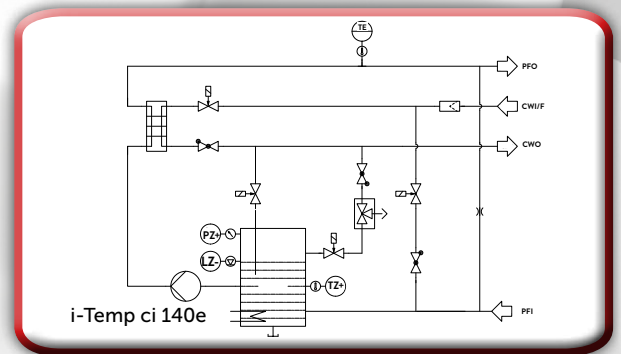 TE
PFO
CWI/F
CWO
PZ+
LZ-
TZ+
i-Temp ci 140e
PFI